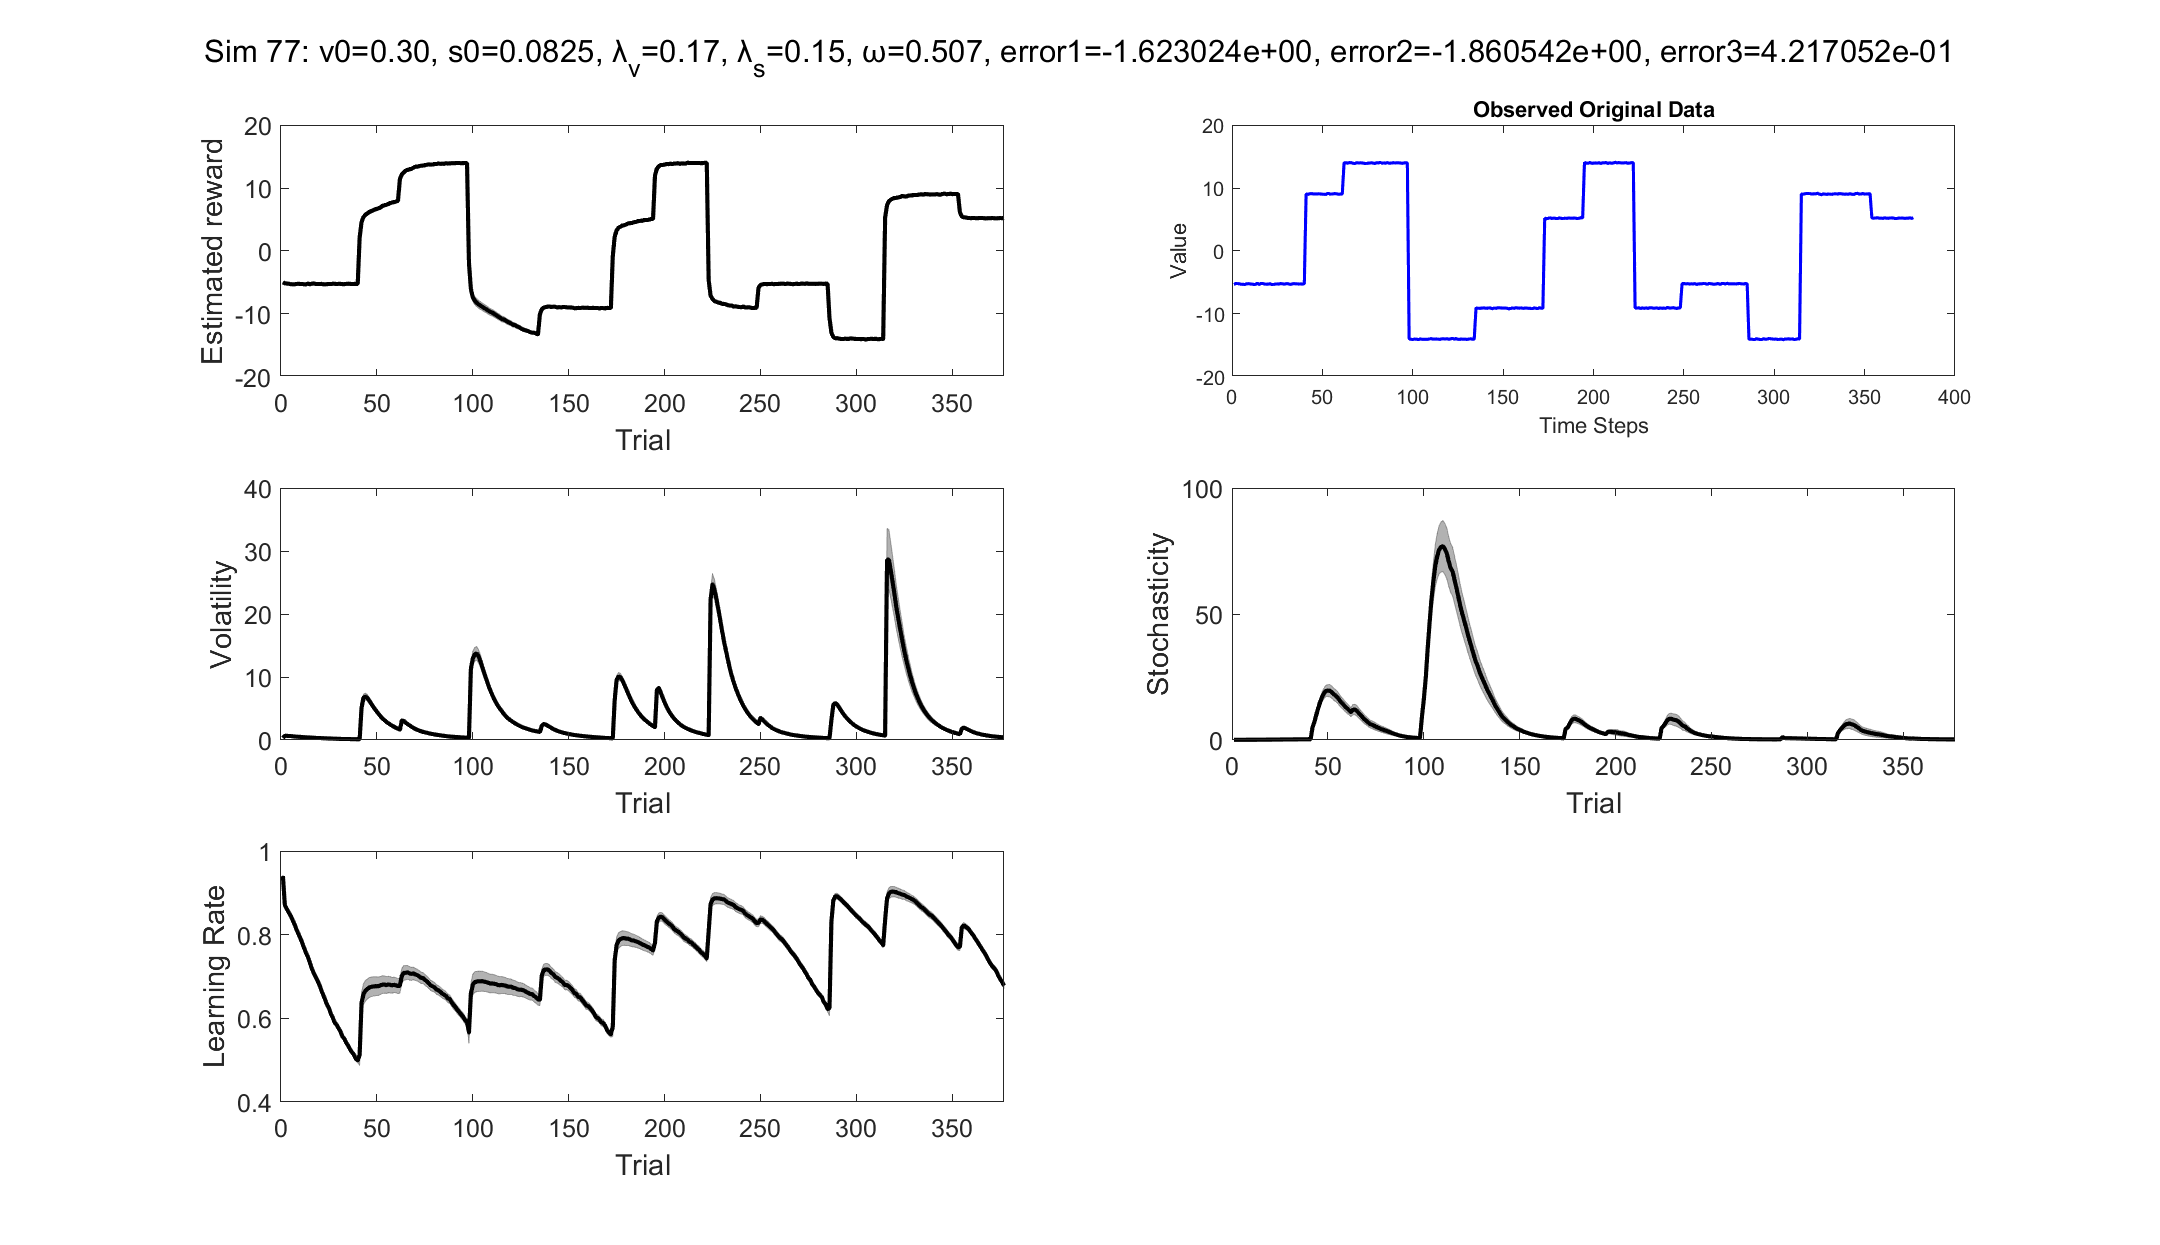 Sim 77: v0=0.30, s0=0.0825, λv=0.17, λs=0.15, ω=0.507, error1=-1.623024e+00, error2=-1.860542e+00, error3=4.217052e-01
Estimated reward
20
10
0
-10
-20
0 50 100 150 200 250 300 350
Trial
Observed Original Data
Value
20
10
0
-10
-20
0 50 100 150 200 250 300 350 400
Time Steps
Volatility
40
30
20
10
0
0 50 100 150 200 250 300 350
Trial
Stochasticity
100
50
0
0 50 100 150 200 250 300 350
Trial
Learning Rate
1
0.8
0.6
0.4
0 50 100 150 200 250 300 350
Trial